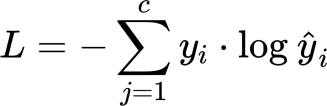 L = − ∑_{j=1}^{c} y_i · log ŷ_i